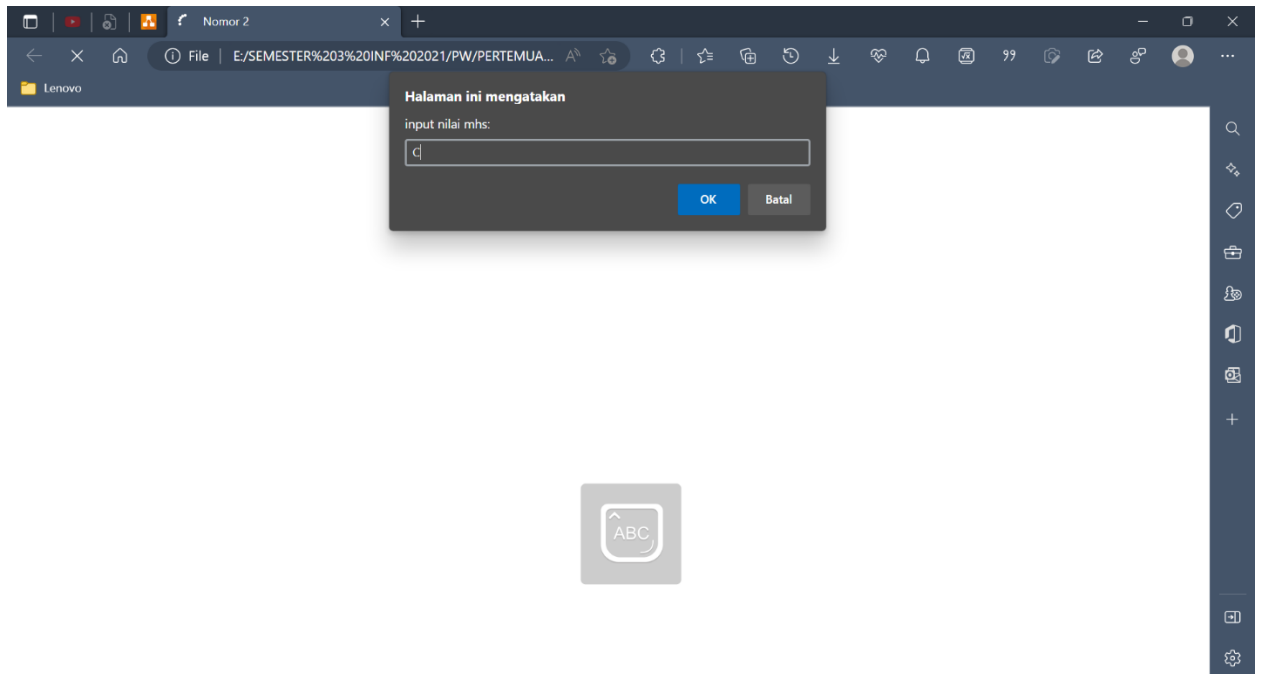 Nomor 2
File
E:/SEMESTER%203%20INF%202021/PW/PERTEMUA...
Lenovo
Halaman ini mengatakan
input nilai mhs:
C
OK Batal
ABC